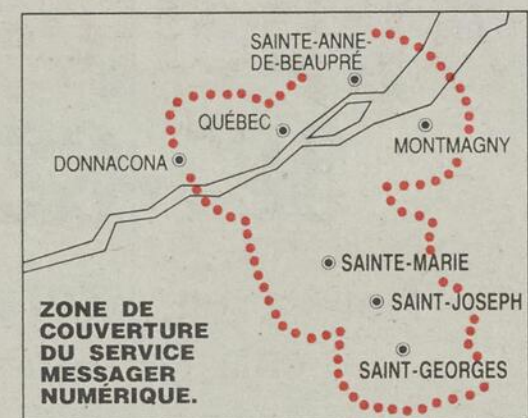 SAINTE-ANNE-
DE-BEAUPRÉ
QUÉBEC
MONTMAGNY
DONNACONA
SAINTE-MARIE
SAINT-JOSEPH
SAINT-GEORGES
ZONE DE
COUVERTURE
DU SERVICE
MESSAGER
NUMÉRIQUE.